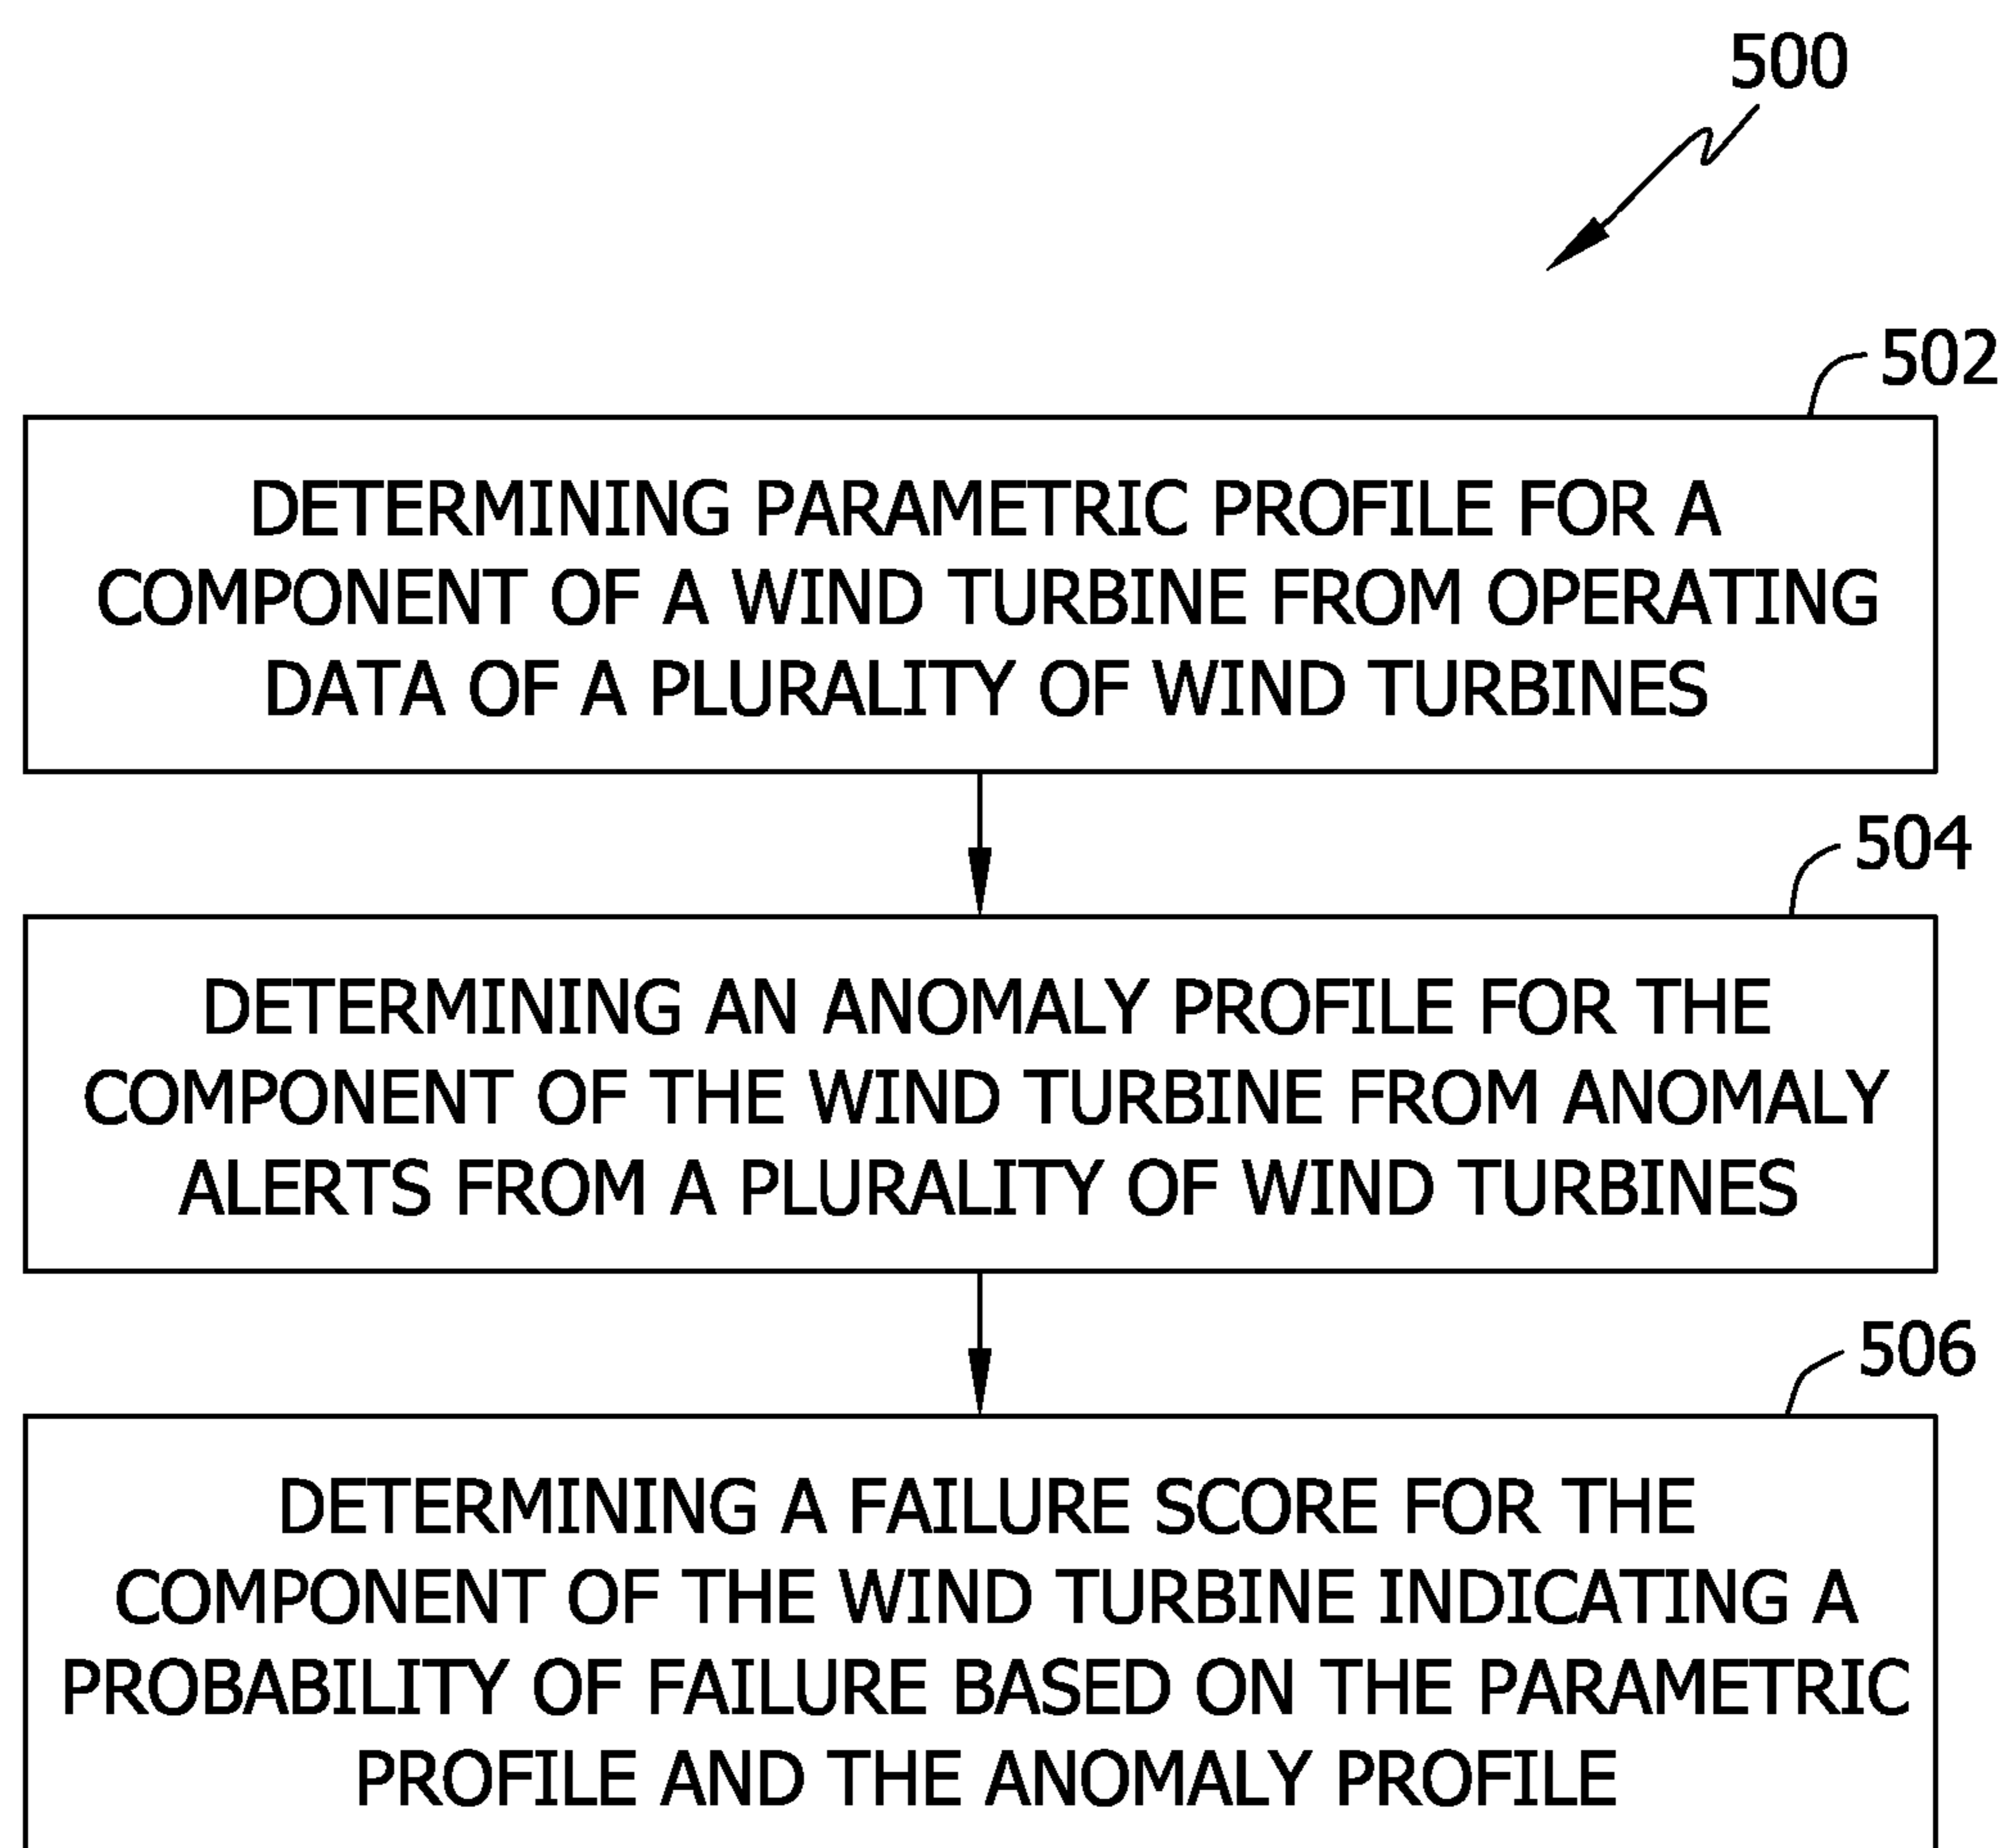 500
502
DETERMINING PARAMETRIC PROFILE FOR A
COMPONENT OF A WIND TURBINE FROM OPERATING
DATA OF A PLURALITY OF WIND TURBINES
504
DETERMINING AN ANOMALY PROFILE FOR THE
COMPONENT OF THE WIND TURBINE FROM ANOMALY
ALERTS FROM A PLURALITY OF WIND TURBINES
506
DETERMINING A FAILURE SCORE FOR THE
COMPONENT OF THE WIND TURBINE INDICATING A
PROBABILITY OF FAILURE BASED ON THE PARAMETRIC
PROFILE AND THE ANOMALY PROFILE